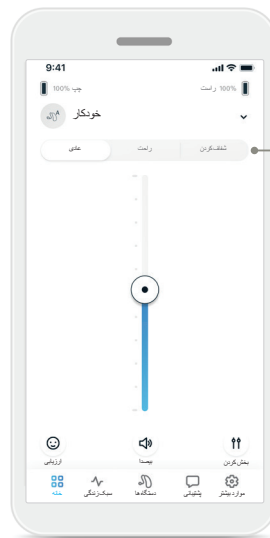 9:41
چپ 100%
راست 100%
خودکار
عادی
راحت
شفاف‌کردن
ارزیابی
بیصدا
پخش کردن
خانه
سبک زندگی
دستگاه‌ها
پشتیبانی
موارد بیشتر